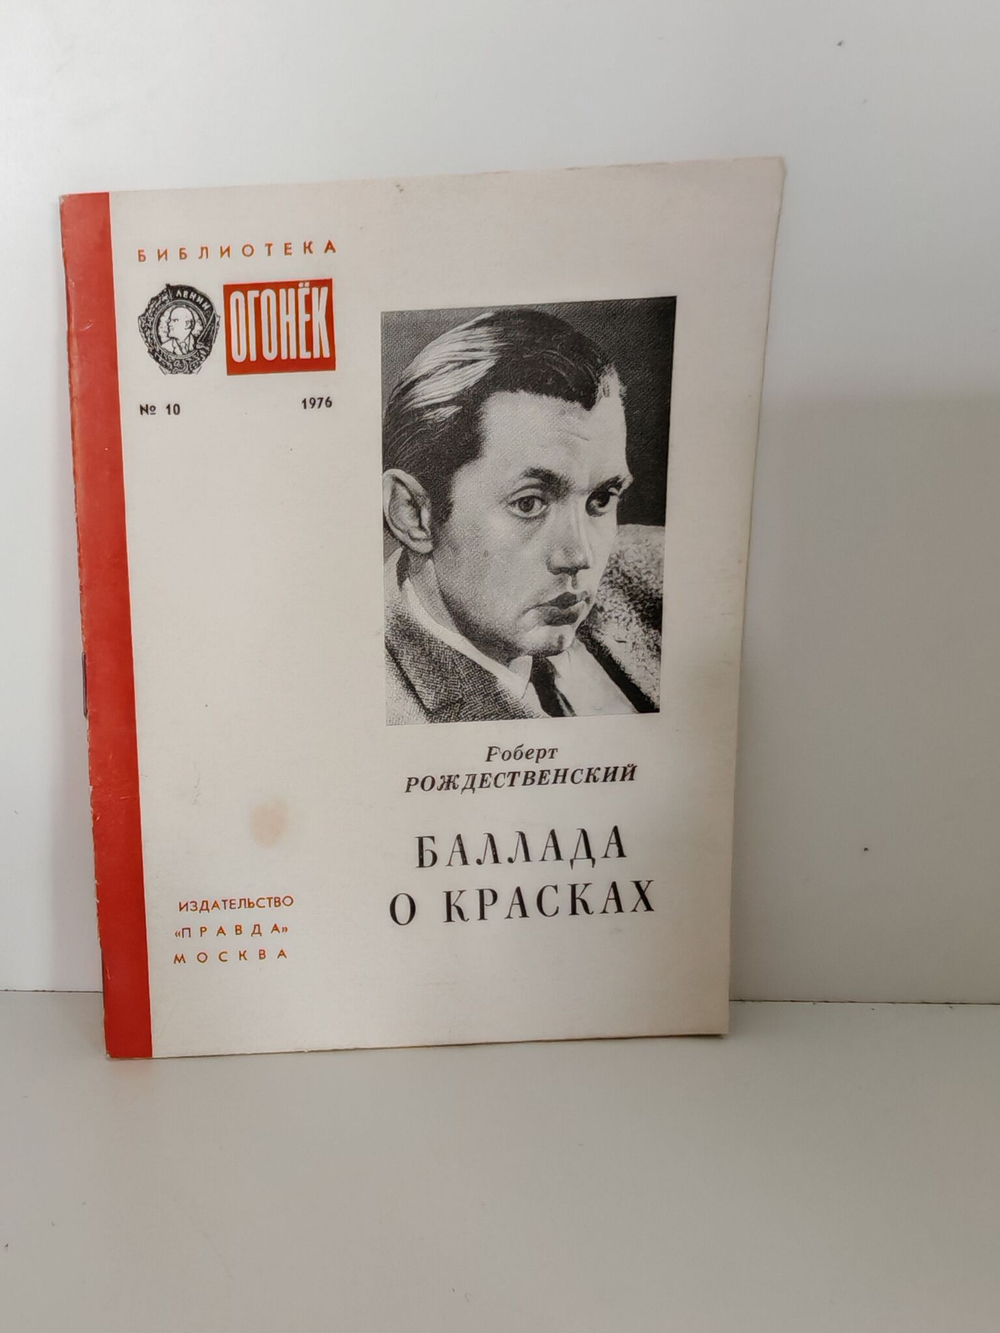 БИБЛИОТЕКА
ЛЕНИН
ОГОНЁК
№ 10 1976
Роберт
РОЖДЕСТВЕНСКИЙ
БАЛЛАДА
О КРАСКАХ
ИЗДАТЕЛЬСТВО
«ПРАВДА»
МОСКВА